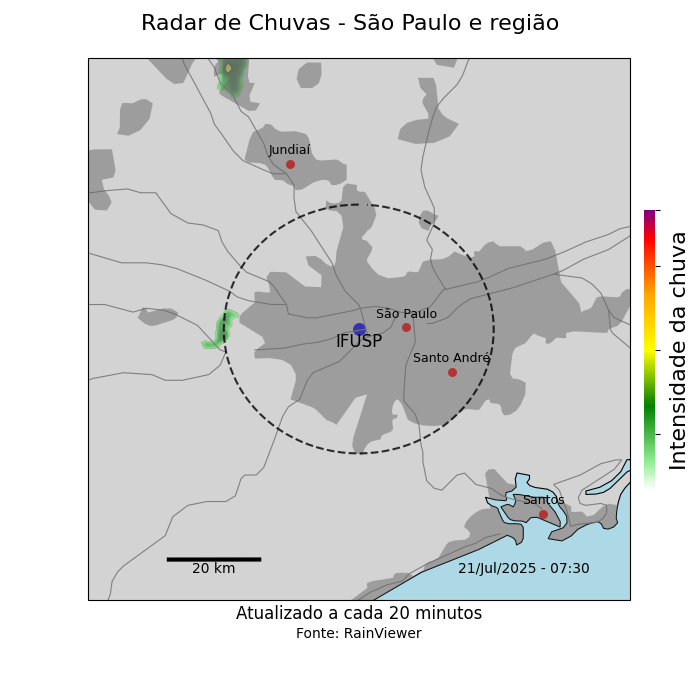 Radar de Chuvas - São Paulo e região
Jundiaí
São Paulo
IFUSP
Santo André
Santos
20 km
21/Jul/2025 - 07:30
Intensidade da chuva
Atualizado a cada 20 minutos
Fonte: RainViewer